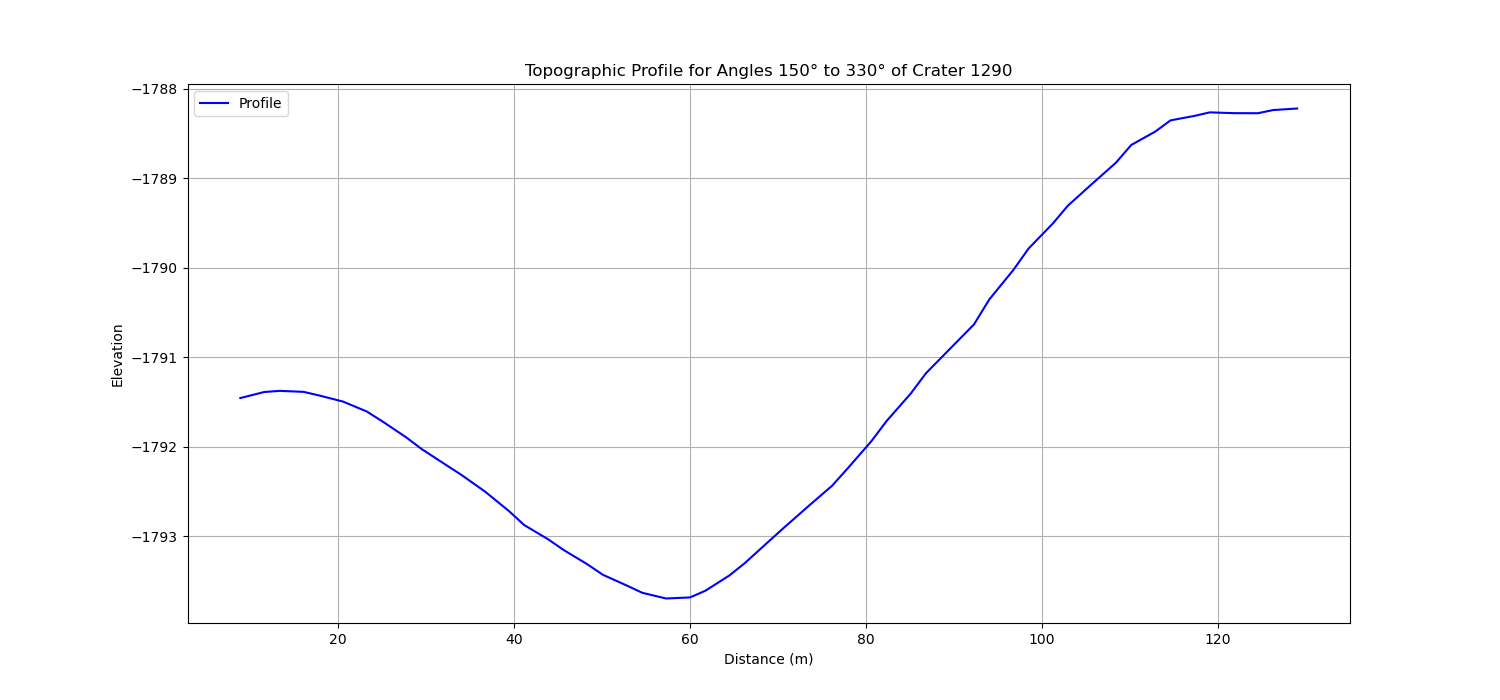 Topographic Profile for Angles 150° to 330° of Crater 1290
Profile
−1788
−1789
−1790
−1791
−1792
−1793
Elevation
20 40 60 80 100 120
Distance (m)